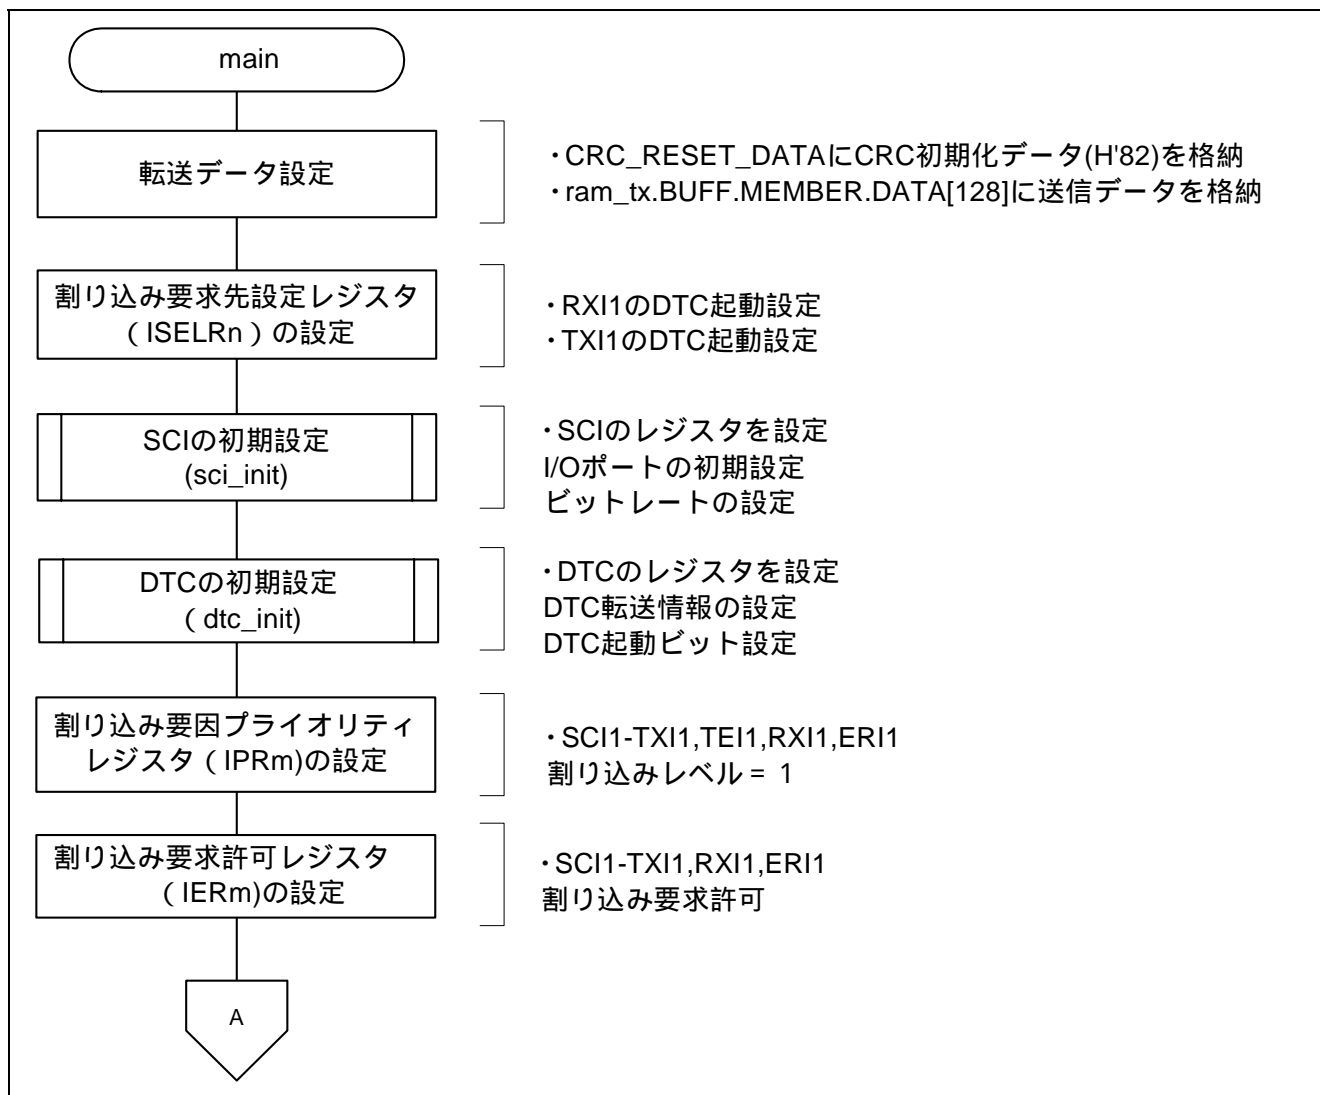 main
転送データ設定
・CRC_RESET_DATAにCRC初期化データ(H'82)を格納
・ram_tx.BUFF.MEMBER.DATA[128]に送信データを格納
割り込み要求先設定レジスタ
（ISELRn）の設定
・RXI1のDTC起動設定
・TXI1のDTC起動設定
SCIの初期設定
(sci_init)
・SCIのレジスタを設定
I/Oポートの初期設定
ビットレートの設定
DTCの初期設定
（dtc_init)
・DTCのレジスタを設定
DTC転送情報の設定
DTC起動ビット設定
割り込み要因プライオリティ
レジスタ（IPRm)の設定
・SCI1-TXI1,TEI1,RXI1,ERI1
割り込みレベル = 1
割り込み要求許可レジスタ
（IERm)の設定
・SCI1-TXI1,RXI1,ERI1
割り込み要求許可
A